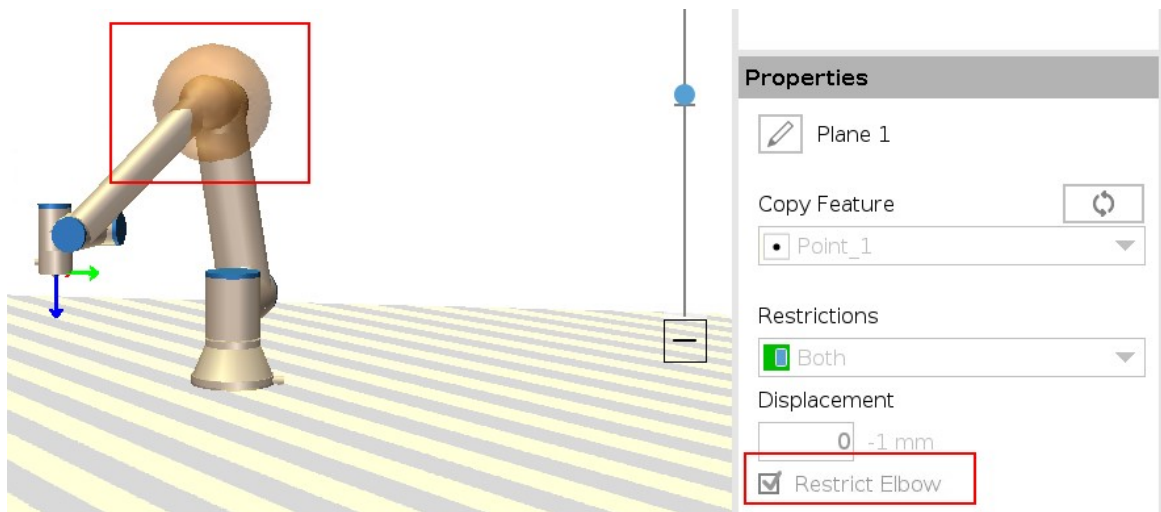 Properties
Plane 1
Copy Feature
Point_1
Restrictions
Both
Displacement
0 -1 mm
Restrict Elbow